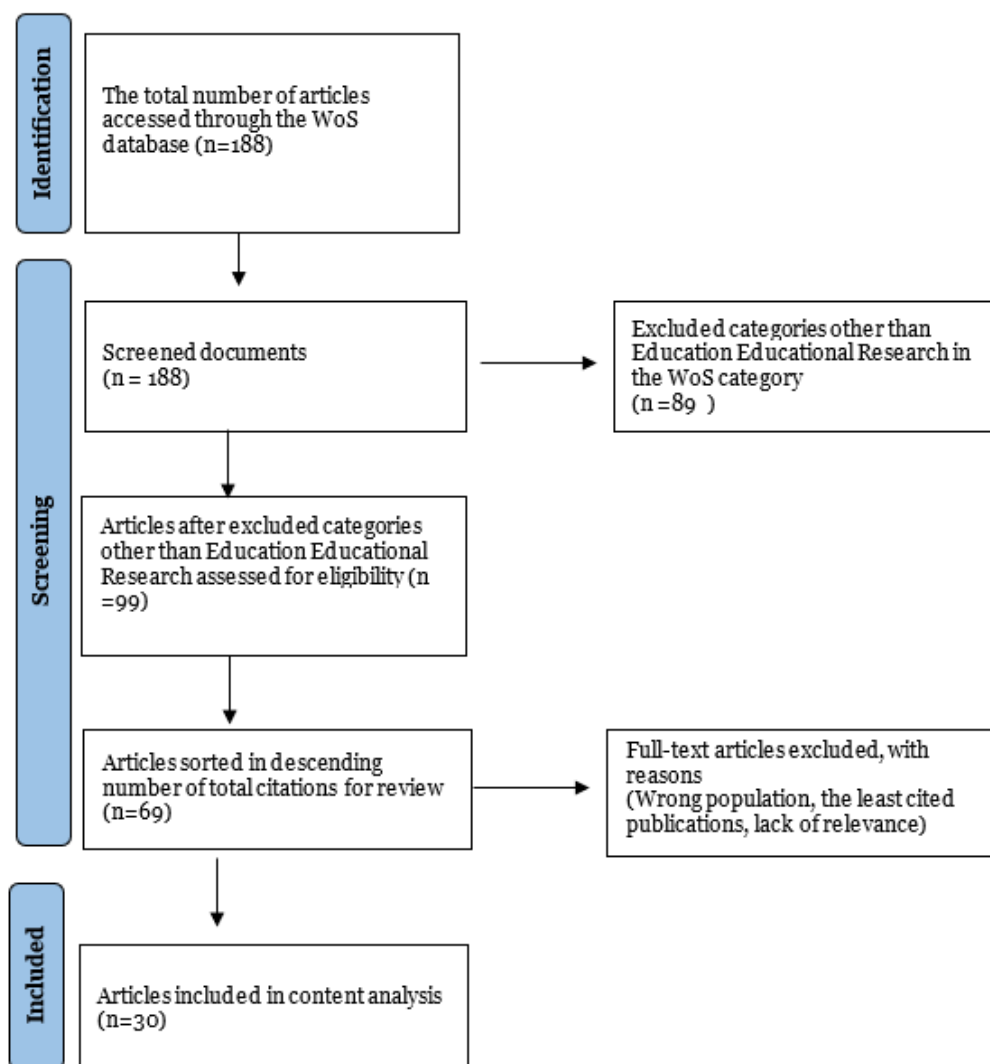 Identification
The total number of articles
accessed through the WoS
database (n=188)
Screening
Screened documents
(n = 188)
Excluded categories other than
Education Educational Research in
the WoS category
(n =89  )
Articles after excluded categories
other than Education Educational
Research assessed for eligibility (n
=99)
Articles sorted in descending
number of total citations for review
(n=69)
Full-text articles excluded, with
reasons
(Wrong population, the least cited
publications, lack of relevance)
Included
Articles included in content analysis
(n=30)